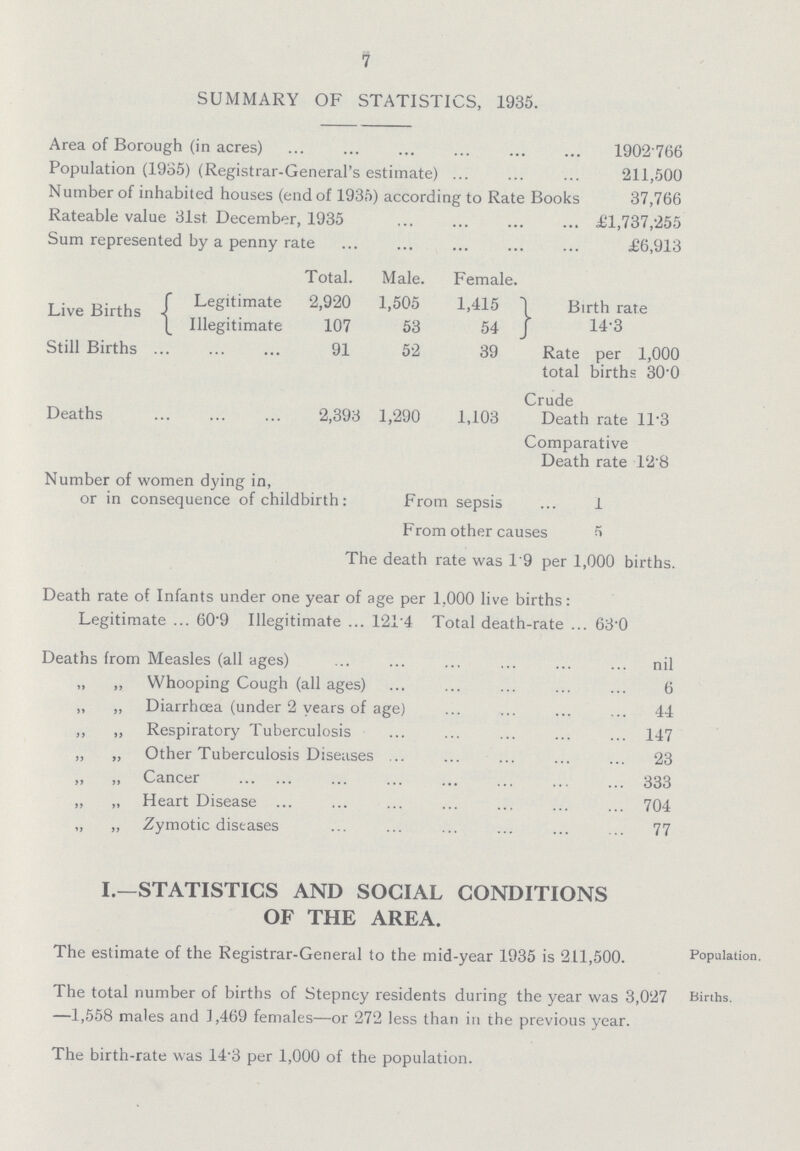 7
SUMMARY OF STATISTICS, 1935.
Area of Borough (in acres) ... ... ... ... ... ... 1902·766
Population (1935) (Registrar-General's estimate) ... ... ... 211,500
Number of inhabited houses (end of 1935) according to Rate Books 37,766
Rateable value 31st December, 1935 ... ... ... ... £1,737,255
Sum represented by a penny rate ... ... ... ... ... £6,913
Total. Male. Female.
Live Births { Legitimate 2,920 1,505 1,415 } Birth rate
Illegitimate 107 53 54 14·3
Still Births ... ... ... 91 52 39 Rate per 1,000
total births 30·0
Crude
Deaths ... ... ... 2,393 1,290 1,103 Death rate 11·3
Comparative
Death rate 12·8
Number of women dying in,
or in consequence of childbirth: From sepsis ... 1
From other causes 5
The death rate was 1·9 per 1,000 births.
Death rate of Infants under one year of age per 1,000 live births:
Legitimate ... 60·9 Illegitimate ... 121·4 Total death-rate ... 63·0
Deaths from Measles (all ages) ... ... ... ... ... ... nil
„ „ Whooping Cough (all ages) ... ... ... ... ... 6
„ „ Diarrhœa (under 2 years of age) ... ... ... ... 44
„ „ Respiratory Tuberculosis ... ... ... ... ... 147
„ „ Other Tuberculosis Diseases ... ... ... ... ... 23
„ „ Cancer ... ... ... ... ... ... ... ... 333
„ „ Heart Disease ... ... ... ... ... ... ... 704
„ „ Zymotic diseases ... ... ... ... ... ... 77
I.—STATISTICS AND SOCIAL CONDITIONS
OF THE AREA.
The estimate of the Registrar-General to the mid-year 1935 is 211,500. Population.
The total number of births of Stepney residents during the year was 3,027 Births.
—1,558 males and 1,469 females—or 272 less than in the previous year.
The birth-rate was 14·3 per 1,000 of the population.